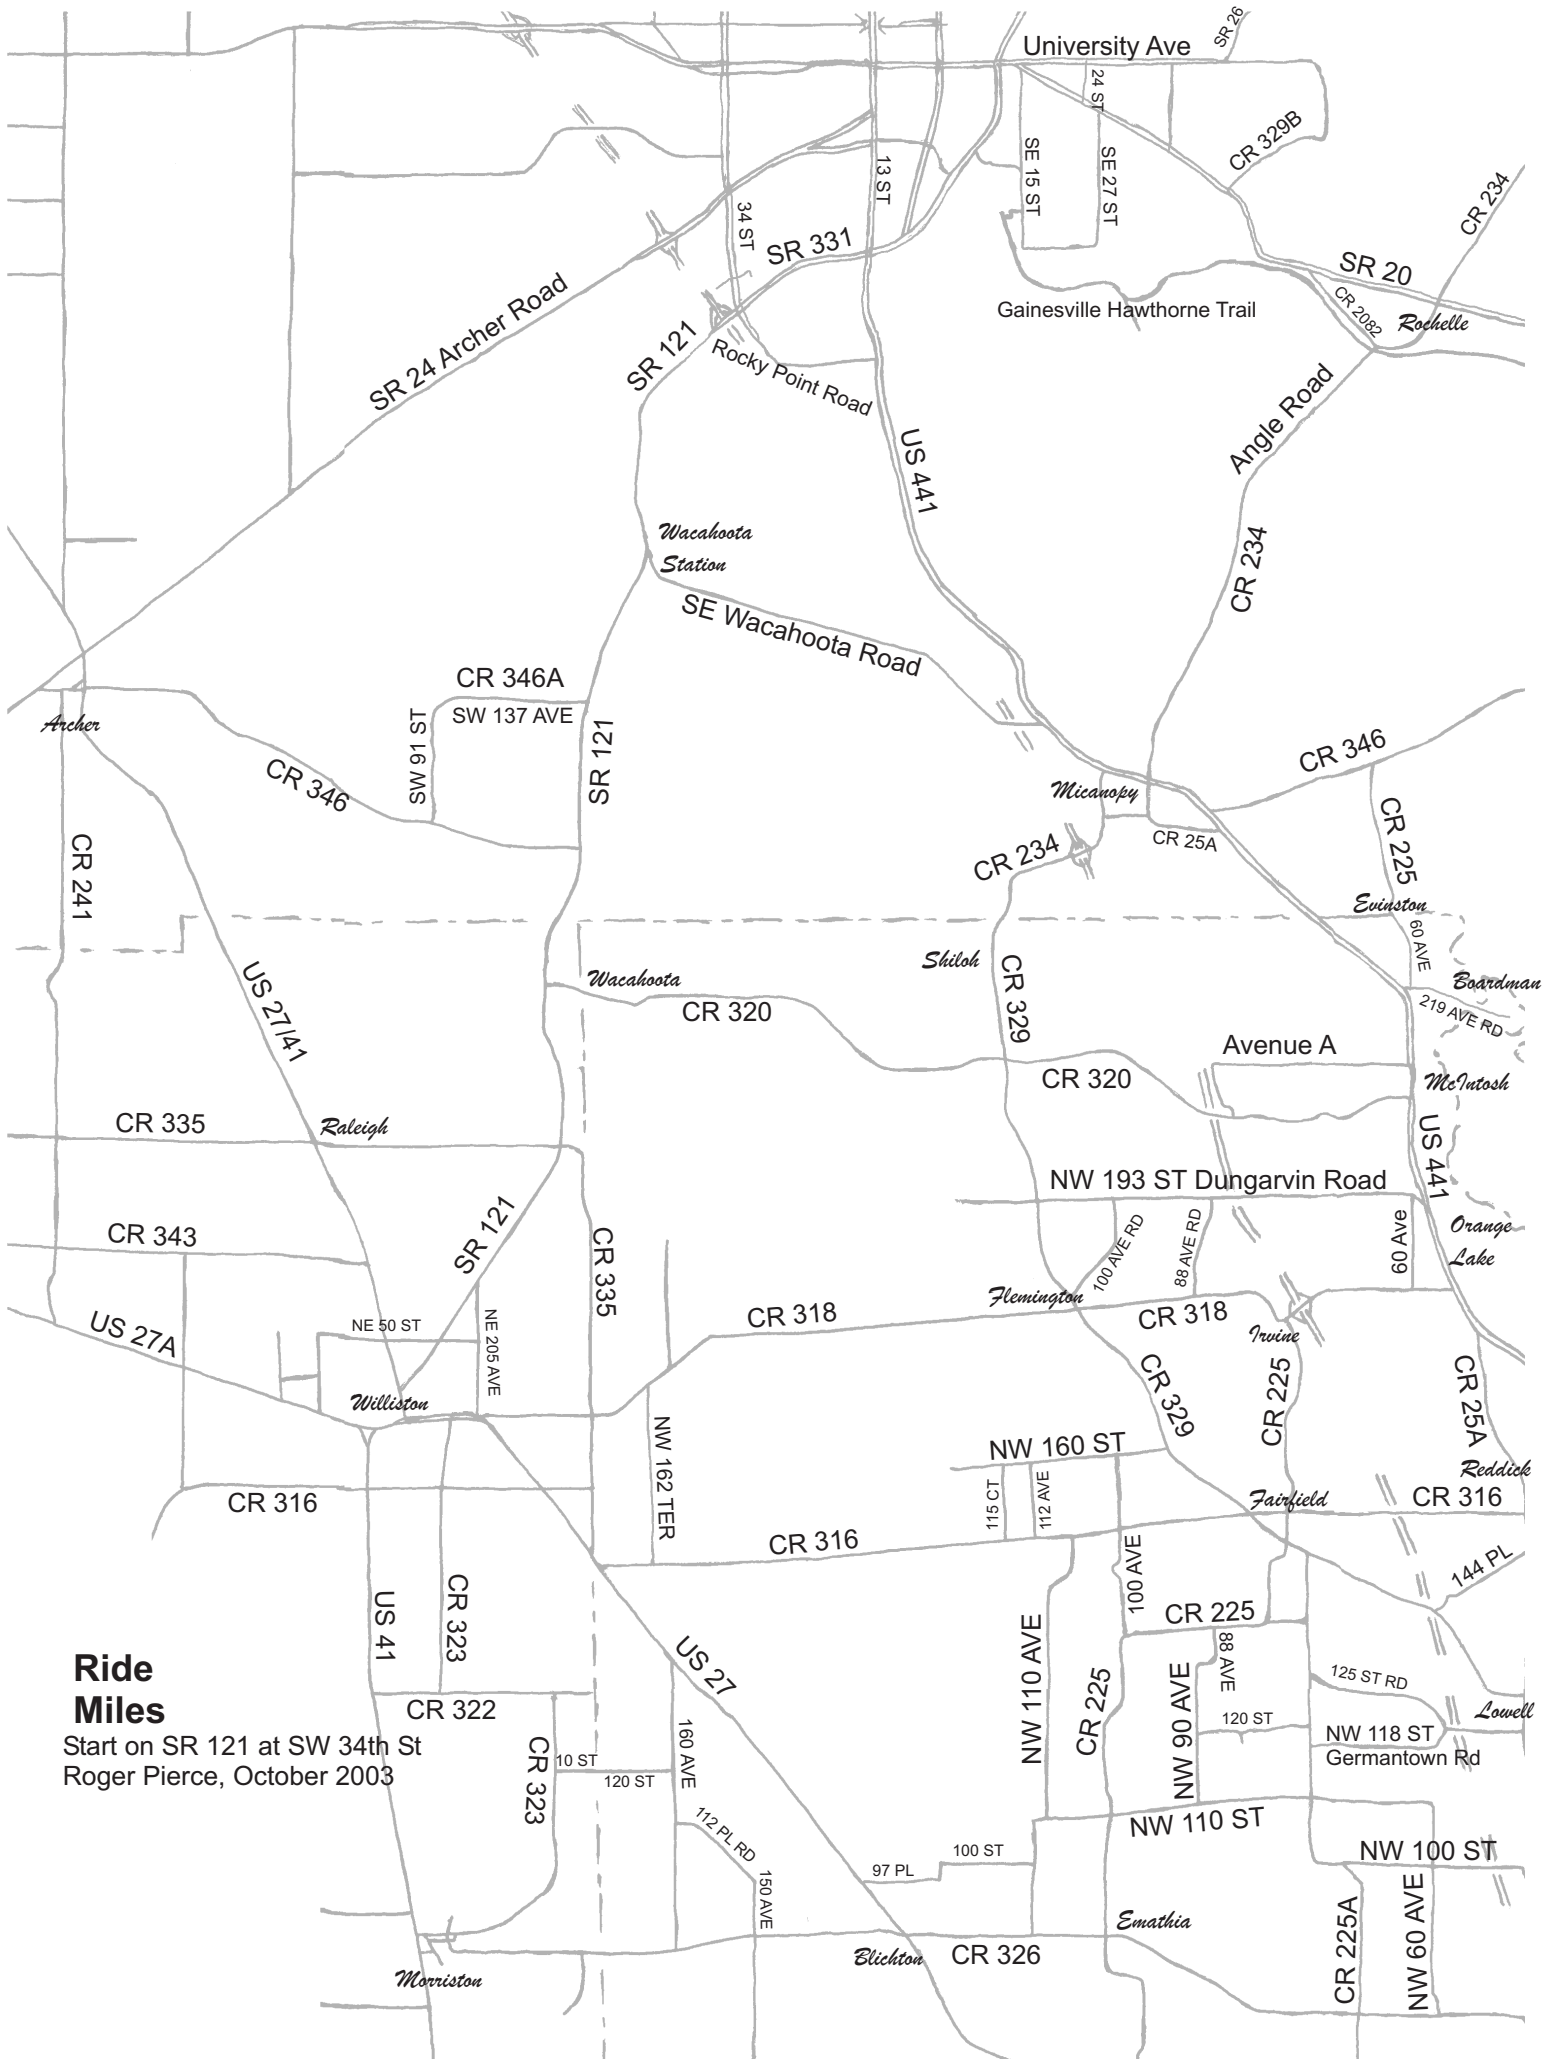 University Ave
SR 26
24 ST
CR 329B
SE 15 ST
SE 27 ST
13 ST
34 ST
SR 331
CR 234
SR 20
CR 2082
Rochelle
Gainesville Hawthorne Trail
SR 24 Archer Road
SR 121
Rocky Point Road
Angle Road
US 441
Wacahoota
Station
CR 234
SE Wacahoota Road
CR 346A
SW 137 AVE
Archer
SW 91 ST
SR 121
CR 346
CR 346
Micanopy
CR 25A
CR 225
CR 234
CR 241
Evinston
60 AVE
Shiloh
Boardman
219 AVE RD
Wacahoota
CR 320
CR 329
US 27/41
Avenue A
CR 320
McIntosh
CR 335
Raleigh
US 441
NW 193 ST Dungarvin Road
CR 343
SR 121
CR 335
100 AVE RD
88 AVE RD
60 Ave
Orange
Lake
Flemington
CR 318
CR 318
Irvine
US 27A
NE 50 ST
NE 205 AVE
Williston
CR 329
CR 225
CR 25A
NW 162 TER
NW 160 ST
Reddick
CR 316
115 CT
112 AVE
Fairfield
CR 316
CR 316
144 PL
100 AVE
US 41
CR 323
CR 225
NW 110 AVE
88 AVE
Ride
Miles
US 27
CR 225
NW 90 AVE
125 ST RD
CR 322
Lowell
Start on SR 121 at SW 34th St
Roger Pierce, October 2003
120 ST
NW 118 ST
Germantown Rd
CR 323
10 ST
120 ST
160 AVE
112 PL RD
NW 110 ST
150 AVE
97 PL
100 ST
NW 100 ST
Emathia
CR 225A
NW 60 AVE
Blichton
CR 326
Morriston